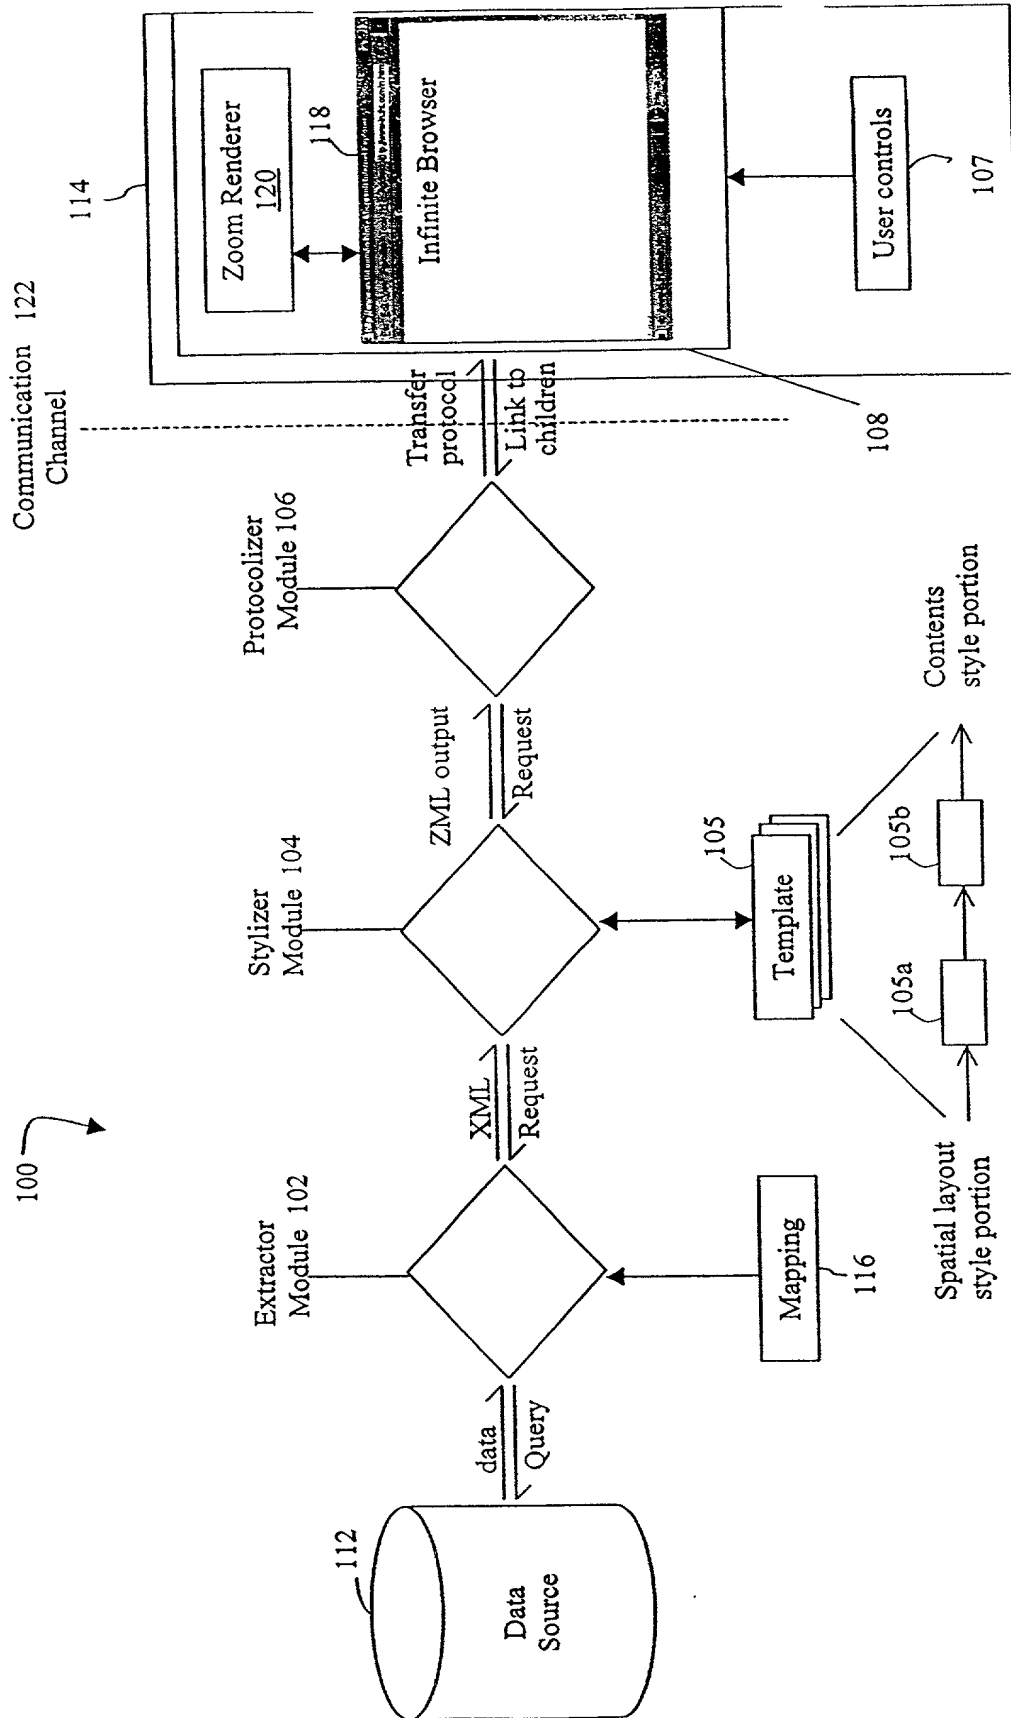 100
Communication 122
Channel
114
Zoom Renderer
120
118
Infinite Browser
Transfer
protocol
Link to
children
108
User controls
107
Protocolizer
Module 106
ZML output
Request
Stylizer
Module 104
XML
Request
Extractor
Module 102
data
Query
112
Data
Source
Mapping
116
Template
105
Spatial layout
style portion
105a
105b
Contents
style portion